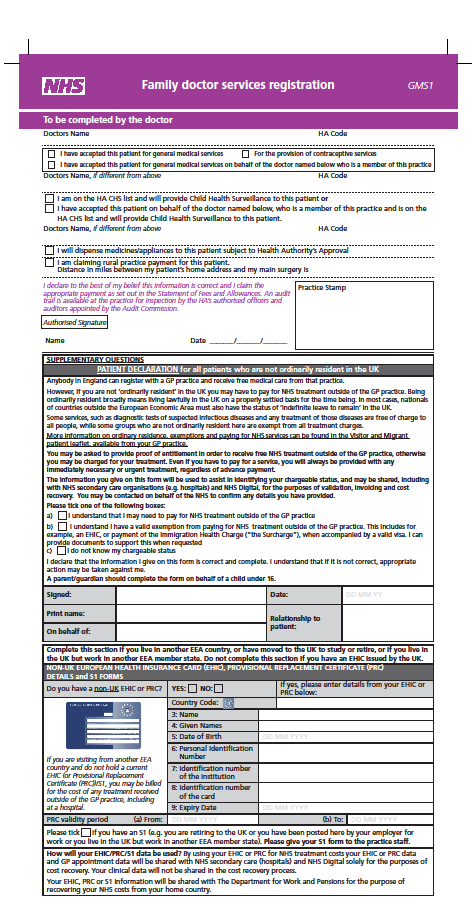 NHS Family doctor services registration GMS1
To be completed by the doctor
Doctors Name HA Code
I have accepted this patient for general medical services For the provision of contraceptive services
I have accepted this patient for general medical services on behalf of the doctor named below who is a member of this practice
Doctors Name, if different from above HA Code
I am on the HA CHS list and will provide Child Health Surveillance to this patient or
I have accepted this patient on behalf of the doctor named below, who is a member of this practice and is on the
HA CHS list and will provide Child Health Surveillance to this patient.
Doctors Name, if different from above HA Code
I will dispense medicines/appliances to this patient subject to Health Authority's Approval
I am claiming rural practice payment for this patient.
Distance in miles between my patient's home address and my main surgery is
I declare to the best of my belief this information is correct and I claim the
appropriate payment as set out in the Statement of Fees and Allowances. An audit
trail is available at the practice for inspection by the HA's authorised officers and
auditors appointed by the Audit Commission.
Practice Stamp
Authorised Signature
Name Date ____/____/____
SUPPLEMENTARY QUESTIONS
PATIENT DECLARATION for all patients who are not ordinarily resident in the UK
Anybody in England can register with a GP practice and receive free medical care from that practice.
However, if you are not 'ordinarily resident' in the UK you may have to pay for NHS treatment outside of the GP practice. Being
ordinarily resident broadly means living lawfully in the UK on a properly settled basis for the time being. In most cases, nationals
of countries outside the European Economic Area must also have the status of 'indefinite leave to remain' in the UK.
Some services, such as diagnostic tests of suspected infectious diseases and any treatment of those diseases are free of charge to
all people, while some groups who are not ordinarily resident here are exempt from all treatment charges.
More information on ordinary residence, exemptions and paying for NHS services can be found in the Visitor and Migrant
patient leaflet, available from your GP practice.
You may be asked to provide proof of entitlement in order to receive free NHS treatment outside of the GP practice, otherwise
you may be charged for your treatment. Even if you have to pay for a service, you will always be provided with any
immediately necessary or urgent treatment, regardless of advance payment.
The information you give on this form will be used to assist in identifying your chargeable status, and may be shared, including
with NHS secondary care organisations (e.g. hospitals) and NHS Digital, for the purposes of validation, invoicing and cost
recovery. You may be contacted on behalf of the NHS to confirm any details you have provided.
Please tick one of the following boxes:
a) I understand that I may need to pay for NHS treatment outside of the GP practice
b) I understand I have a valid exemption from paying for NHS treatment outside of the GP practice. This includes for
example, an EHIC, or payment of the Immigration Health Charge ("the Surcharge"), when accompanied by a valid visa. I can
provide documents to support this when requested
c) I do not know my chargeable status
I declare that the information I give on this form is correct and complete. I understand that if it is not correct, appropriate
action may be taken against me.
A parent/guardian should complete the form on behalf of a child under 16.
Signed: Date: DD MM YY
Print name: Relationship to
patient:
On behalf of:
Complete this section if you live in another EEA country, or have moved to the UK to study or retire, or if you live in
the UK but work in another EEA member state. Do not complete this section if you have an EHIC issued by the UK.
NON-UK EUROPEAN HEALTH INSURANCE CARD (EHIC), PROVISIONAL REPLACEMENT CERTIFICATE (PRC)
DETAILS and S1 FORMS
Do you have a non-UK EHIC or PRC? YES: NO: If yes, please enter details from your EHIC or
PRC below:
Country Code:
3: Name
4: Given Names
5: Date of Birth DD MM YYYY
6: Personal Identification
Number
7: Identification number
of the institution
8: Identification number
of the card
9: Expiry Date DD MM YYYY
If you are visiting from another EEA
country and do not hold a current
EHIC (or Provisional Replacement
Certificate (PRC))/S1, you may be billed
for the cost of any treatment received
outside of the GP practice, including
at a hospital.
PRC validity period (a) From: DD MM YYYY (b) To: DD MM YYYY
Please tick if you have an S1 (e.g. you are retiring to the UK or you have been posted here by your employer for
work or you live in the UK but work in another EEA member state). Please give your S1 form to the practice staff.
How will your EHIC/PRC/S1 data be used? By using your EHIC or PRC for NHS treatment costs your EHIC or PRC data
and GP appointment data will be shared with NHS secondary care (hospitals) and NHS Digital solely for the purposes of
cost recovery. Your clinical data will not be shared in the cost recovery process.
Your EHIC, PRC or S1 information will be shared with The Department for Work and Pensions for the purpose of
recovering your NHS costs from your home country.